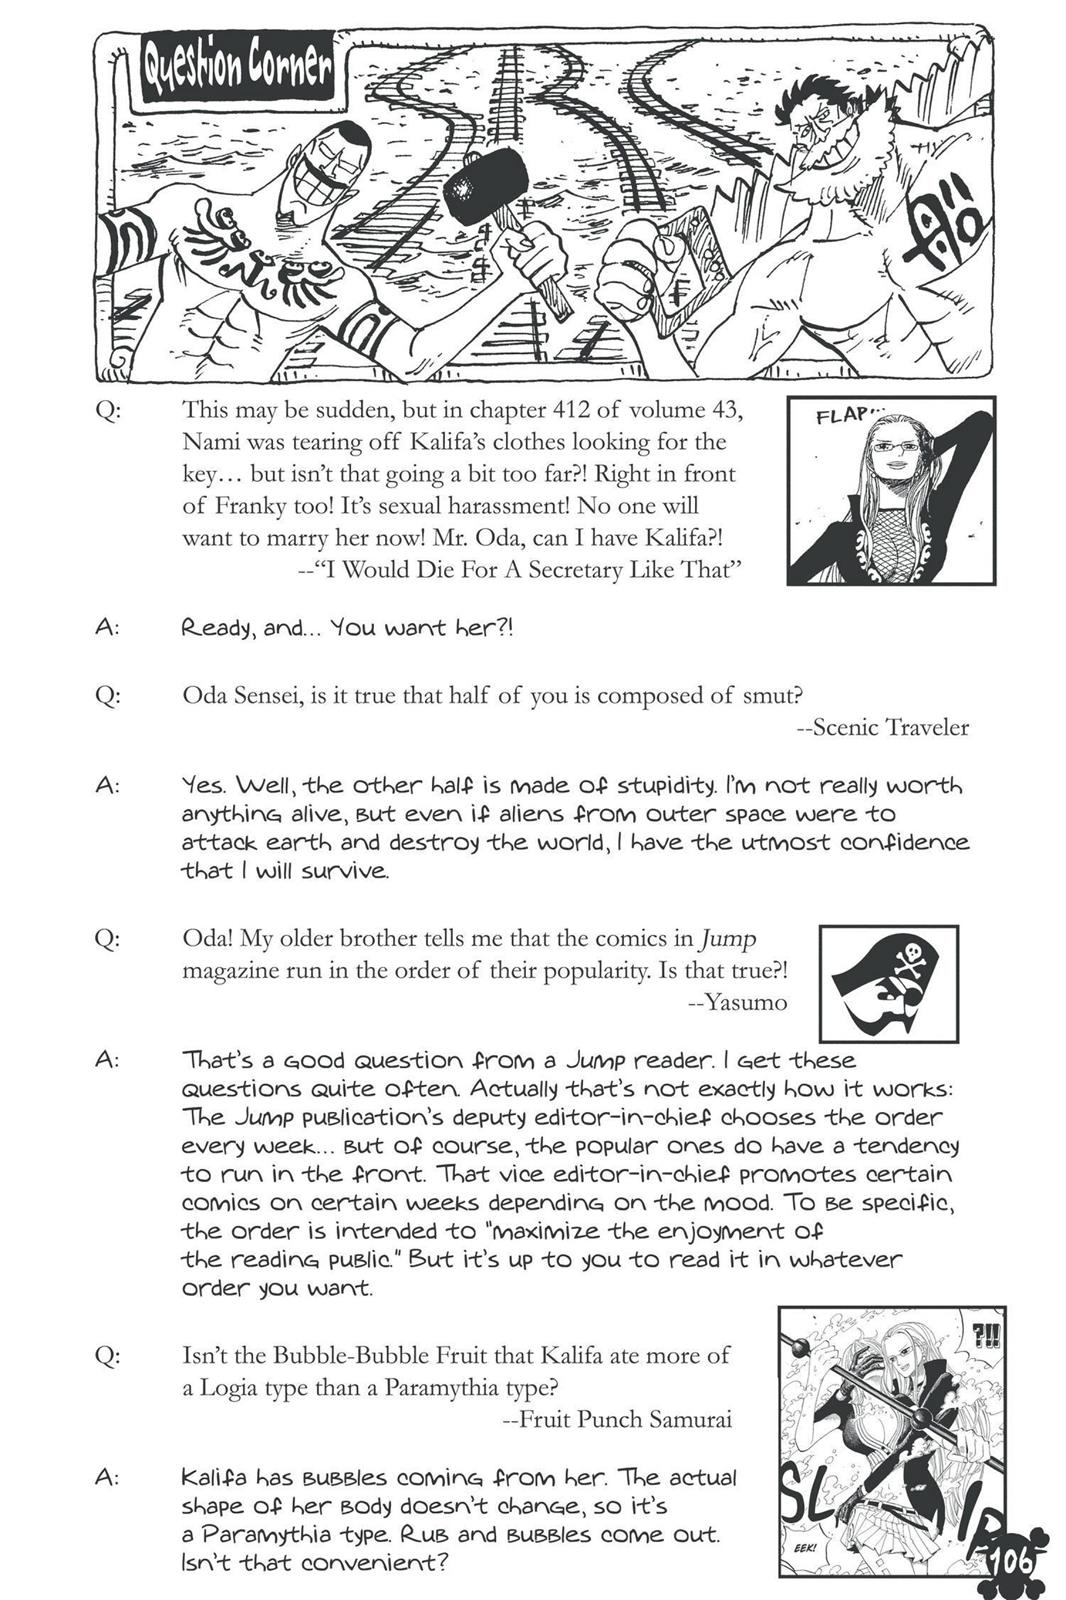 Question Corner
Q: This may be sudden, but in chapter 412 of volume 43,
Nami was tearing off Kalifa's clothes looking for the
key... but isn't that going a bit too far?! Right in front
of Franky too! It's sexual harassment! No one will
want to marry her now! Mr. Oda, can I have Kalifa?!
--"I Would Die For A Secretary Like That"
FLAP...
A: Ready, and... You want her?!
Q: Oda Sensei, is it true that half of you is composed of smut?
--Scenic Traveler
A: Yes. Well, the other half is made of stupidity. I'm not really worth
anything alive, but even if aliens from outer space were to
attack earth and destroy the world, I have the utmost confidence
that I will survive.
Q: Oda! My older brother tells me that the comics in Jump
magazine run in the order of their popularity. Is that true?!
--Yasumo
A: That's a good question from a Jump reader. I get these
questions quite often. Actually that's not exactly how it works:
The Jump publication's deputy editor-in-chief chooses the order
every week... but of course, the popular ones do have a tendency
to run in the front. That vice editor-in-chief promotes certain
comics on certain weeks depending on the mood. To be specific,
the order is intended to "maximize the enjoyment of
the reading public." But it's up to you to read it in whatever
order you want.
Q: Isn't the Bubble-Bubble Fruit that Kalifa ate more of
a Logia type than a Paramythia type?
--Fruit Punch Samurai
A: Kalifa has bubbles coming from her. The actual
shape of her body doesn't change, so it's
a Paramythia type. Rub and bubbles come out.
Isn't that convenient?
?!!
SLIP
EEK!
106